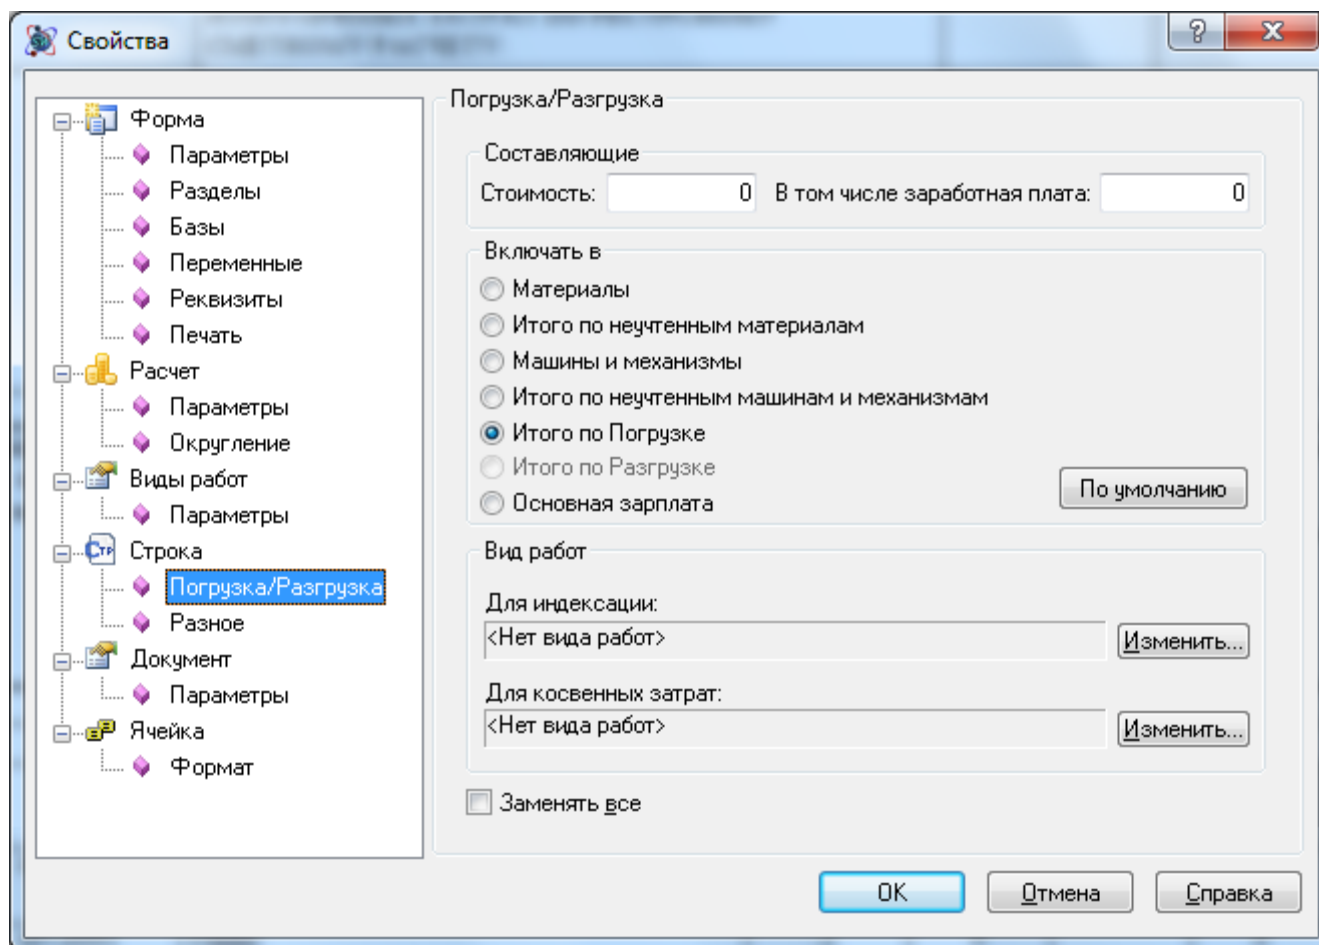 Свойства
Форма
Параметры
Разделы
Базы
Переменные
Реквизиты
Печать
Расчет
Параметры
Округление
Виды работ
Параметры
Стр Строка
Погрузка/Разгрузка
Разное
Документ
Параметры
Ячейка
Формат
Погрузка/Разгрузка
Составляющие
Стоимость: 0 В том числе заработная плата: 0
Включать в
Материалы
Итого по неучтенным материалам
Машины и механизмы
Итого по неучтенным машинам и механизмам
Итого по Погрузке
Итого по Разгрузке
Основная зарплата
По умолчанию
Вид работ
Для индексации:
<Нет вида работ> Изменить...
Для косвенных затрат:
<Нет вида работ> Изменить...
Заменять все
OK Отмена Справка